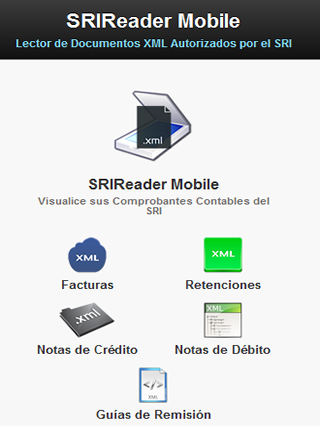 SRIReader Mobile
Lector de Documentos XML Autorizados por el SRI
.xml
SRIReader Mobile
Visualice sus Comprobantes Contables del
SRI
XML
XML
Facturas
Retenciones
.xml
XML
Notas de Crédito
Notas de Débito
</>
XML
Guías de Remisión